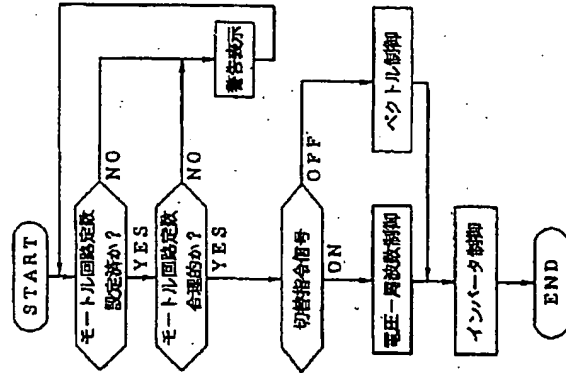 START
モートル回路定数
設定済か?
NO
YES
モートル回路定数
合理的か?
NO
YES
警告表示
切替指令信号
OFF
ON
電圧一周波数制御
ベクトル制御
インバータ制御
END